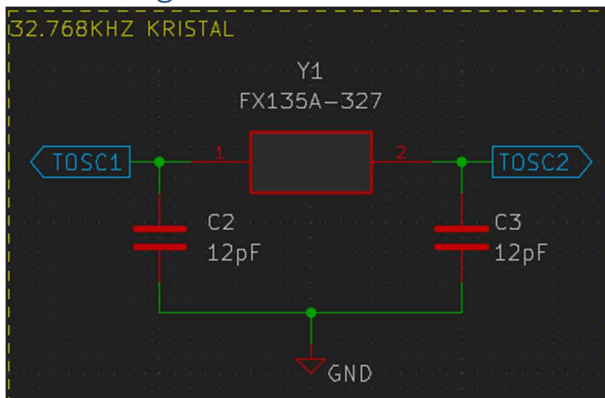 32.768KHZ KRISTAL
Y1
FX135A-327
TOSC1
1
2
TOSC2
C2
12pF
C3
12pF
GND